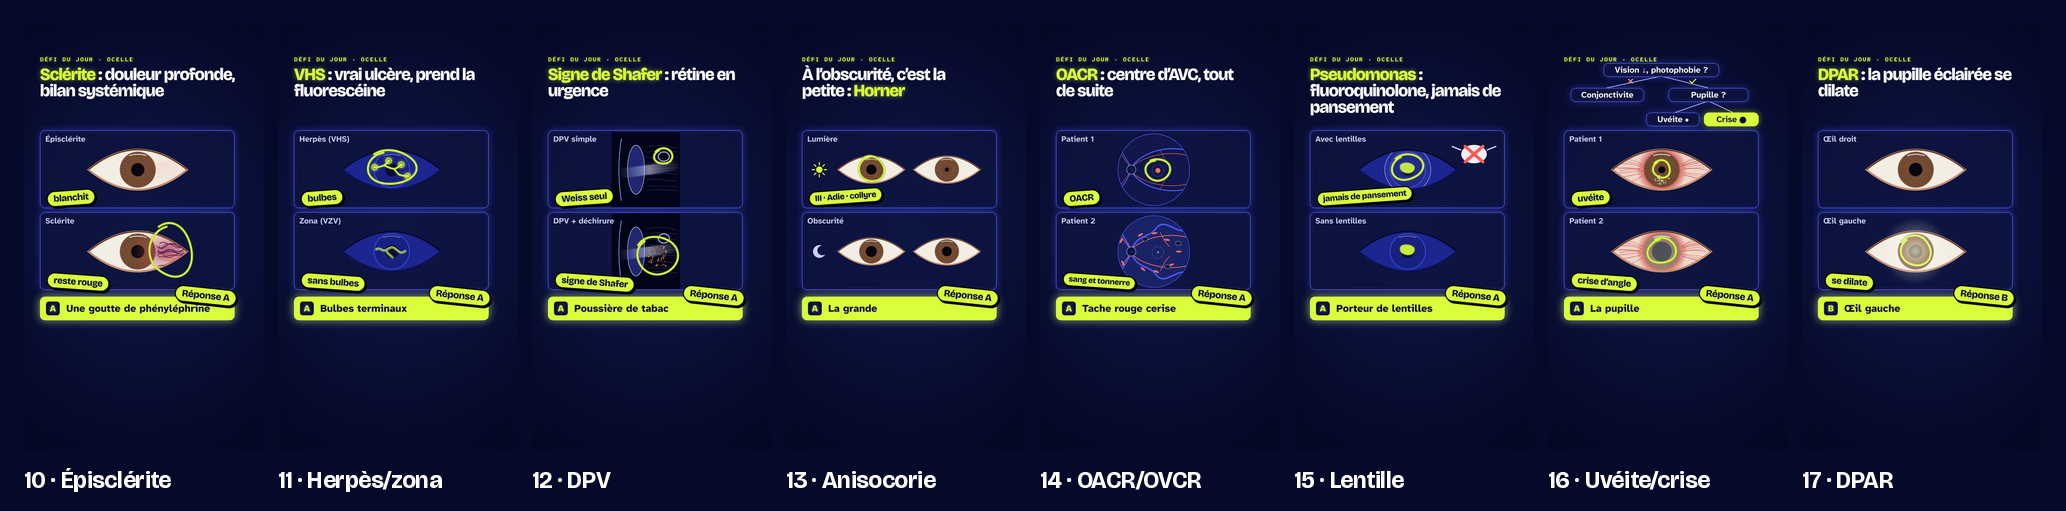 DÉFI DU JOUR · OCELLE
Sclérite : douleur profonde,
bilan systémique
Épisclérite
blanchit
Sclérite
reste rouge
Réponse A
A Une goutte de phényléphrine
10 · Épisclérite
DÉFI DU JOUR · OCELLE
VHS : vrai ulcère, prend la
fluorescéine
Herpès (VHS)
bulbes
Zona (VZV)
sans bulbes
Réponse A
A Bulbes terminaux
11 · Herpès/zona
DÉFI DU JOUR · OCELLE
Signe de Shafer : rétine en
urgence
DPV simple
Weiss seul
DPV + déchirure
signe de Shafer
Réponse A
A Poussière de tabac
12 · DPV
DÉFI DU JOUR · OCELLE
À l'obscurité, c'est la
petite : Horner
Lumière
III · Adie · collyre
Obscurité
Réponse A
A La grande
13 · Anisocorie
DÉFI DU JOUR · OCELLE
OACR : centre d'AVC, tout
de suite
Patient 1
OACR
Patient 2
sang et tonnerre
Réponse A
A Tache rouge cerise
14 · OACR/OVCR
DÉFI DU JOUR · OCELLE
Pseudomonas :
fluoroquinolone, jamais de
pansement
Avec lentilles
jamais de pansement
Sans lentilles
Réponse A
A Porteur de lentilles
15 · Lentille
DÉFI DU JOUR · OCELLE
Vision ↓, photophobie ?
Conjonctivite
Pupille ?
Uvéite •
Crise ●
Patient 1
uvéite
Patient 2
crise d'angle
Réponse A
A La pupille
16 · Uvéite/crise
DÉFI DU JOUR · OCELLE
DPAR : la pupille éclairée se
dilate
Œil droit
Œil gauche
se dilate
Réponse B
B Œil gauche
17 · DPAR